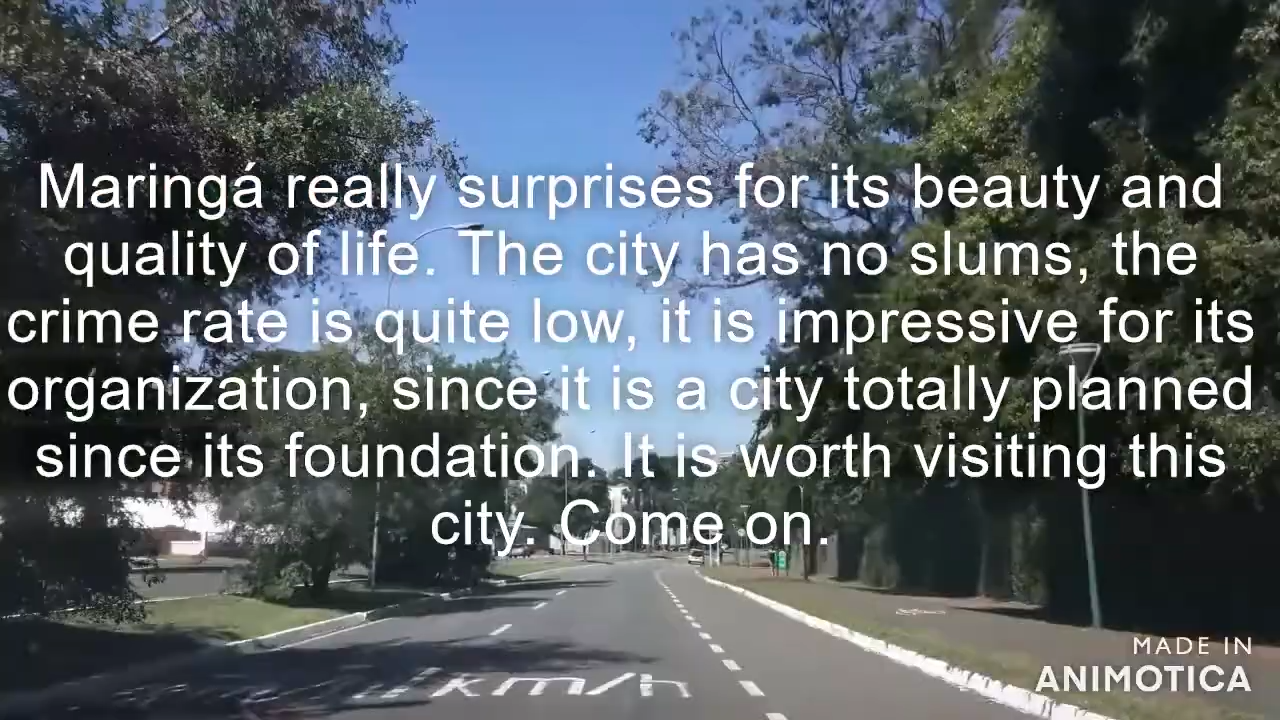 Maringá really surprises for its beauty and
quality of life. The city has no slums, the
crime rate is quite low, it is impressive for its
organization, since it is a city totally planned
since its foundation. It is worth visiting this
city. Come on.
km/h
MADE IN
ANIMOTICA